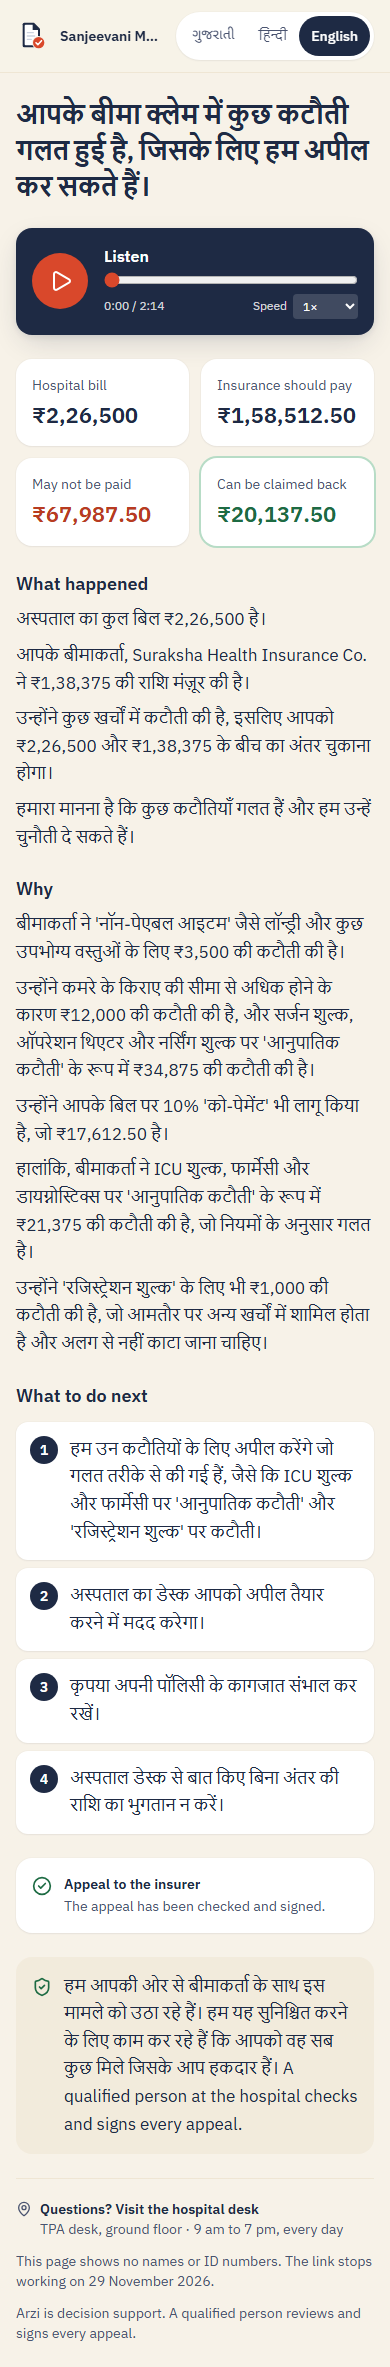 Sanjeevani M...
ગુજરાતી
हिन्दी
English
आपके बीमा क्लेम में कुछ कटौती
गलत हुई है, जिसके लिए हम अपील
कर सकते हैं।
Listen
0:00 / 2:14
Speed
1×
Hospital bill
₹2,26,500
Insurance should pay
₹1,58,512.50
May not be paid
₹67,987.50
Can be claimed back
₹20,137.50
What happened
अस्पताल का कुल बिल ₹2,26,500 है।
आपके बीमाकर्ता, Suraksha Health Insurance Co.
ने ₹1,38,375 की राशि मंज़ूर की है।
उन्होंने कुछ खर्चों में कटौती की है, इसलिए आपको
₹2,26,500 और ₹1,38,375 के बीच का अंतर चुकाना
होगा।
हमारा मानना है कि कुछ कटौतियाँ गलत हैं और हम उन्हें
चुनौती दे सकते हैं।
Why
बीमाकर्ता ने 'नॉन-पेएबल आइटम' जैसे लॉन्ड्री और कुछ
उपभोग्य वस्तुओं के लिए ₹3,500 की कटौती की है।
उन्होंने कमरे के किराए की सीमा से अधिक होने के
कारण ₹12,000 की कटौती की है, और सर्जन शुल्क,
ऑपरेशन थिएटर और नर्सिंग शुल्क पर 'आनुपातिक
कटौती' के रूप में ₹34,875 की कटौती की है।
उन्होंने आपके बिल पर 10% 'को-पेमेंट' भी लागू किया
है, जो ₹17,612.50 है।
हालांकि, बीमाकर्ता ने ICU शुल्क, फार्मेसी और
डायग्नोस्टिक्स पर 'आनुपातिक कटौती' के रूप में
₹21,375 की कटौती की है, जो नियमों के अनुसार गलत
है।
उन्होंने 'रजिस्ट्रेशन शुल्क' के लिए भी ₹1,000 की
कटौती की है, जो आमतौर पर अन्य खर्चों में शामिल होता
है और अलग से नहीं काटा जाना चाहिए।
What to do next
1
हम उन कटौतियों के लिए अपील करेंगे जो
गलत तरीके से की गई हैं, जैसे कि ICU शुल्क
और फार्मेसी पर 'आनुपातिक कटौती' और
'रजिस्ट्रेशन शुल्क' पर कटौती।
2
अस्पताल का डेस्क आपको अपील तैयार
करने में मदद करेगा।
3
कृपया अपनी पॉलिसी के कागजात संभाल कर
रखें।
4
अस्पताल डेस्क से बात किए बिना अंतर की
राशि का भुगतान न करें।
Appeal to the insurer
The appeal has been checked and signed.
हम आपकी ओर से बीमाकर्ता के साथ इस
मामले को उठा रहे हैं। हम यह सुनिश्चित करने
के लिए काम कर रहे हैं कि आपको वह सब
कुछ मिले जिसके आप हकदार हैं। A
qualified person at the hospital checks
and signs every appeal.
Questions? Visit the hospital desk
TPA desk, ground floor · 9 am to 7 pm, every day
This page shows no names or ID numbers. The link stops
working on 29 November 2026.
Arzi is decision support. A qualified person reviews and
signs every appeal.